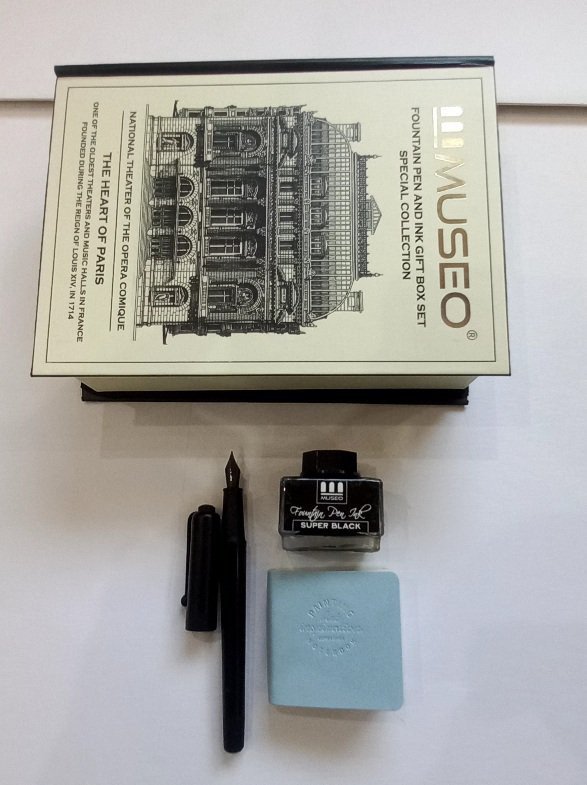 MUSEO®
FOUNTAIN PEN AND INK GIFT BOX SET
SPECIAL COLLECTION
NATIONAL THEATER OF THE OPERA COMIQUE
THE HEART OF PARIS
ONE OF THE OLDEST THEATERS AND MUSIC HALLS IN FRANCE
FOUNDED DURING THE REIGN OF LOUIS XIV, IN 1714
MUSEO
Fountain Pen Ink
SUPER BLACK
PAINTING
NOTEBOOK